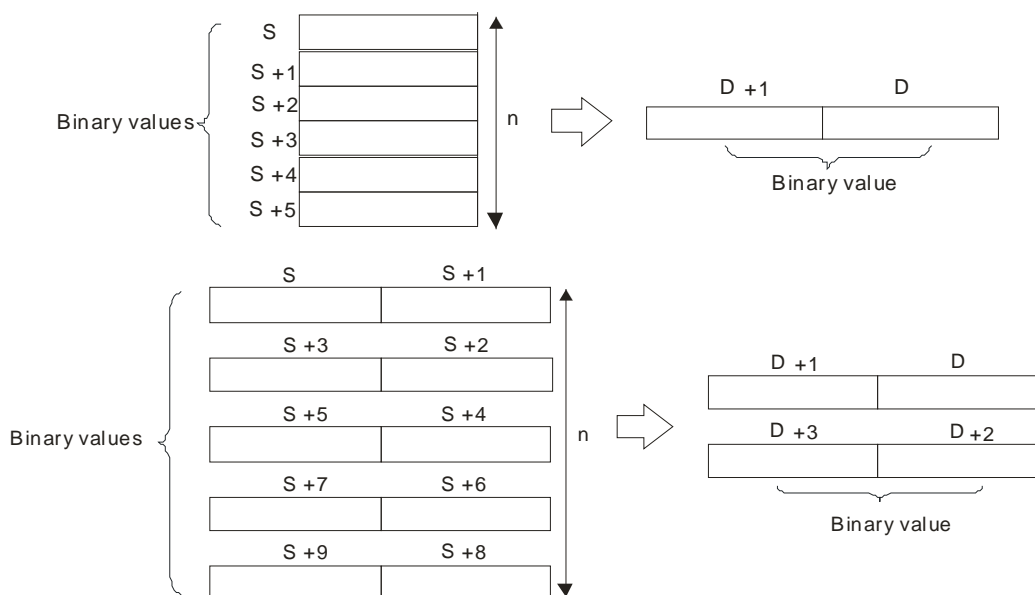 S
S +1
S +2
S +3
S +4
S +5
Binary values
n
D +1 D
Binary value
S S +1
S +3 S +2
S +5 S +4
S +7 S +6
S +9 S +8
Binary values
n
D +1 D
D +3 D +2
Binary value